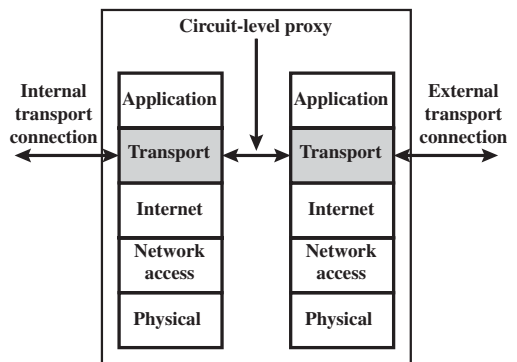 Circuit-level proxy
Internal
transport
connection
External
transport
connection
Application
Transport
Internet
Network
access
Physical
Application
Transport
Internet
Network
access
Physical